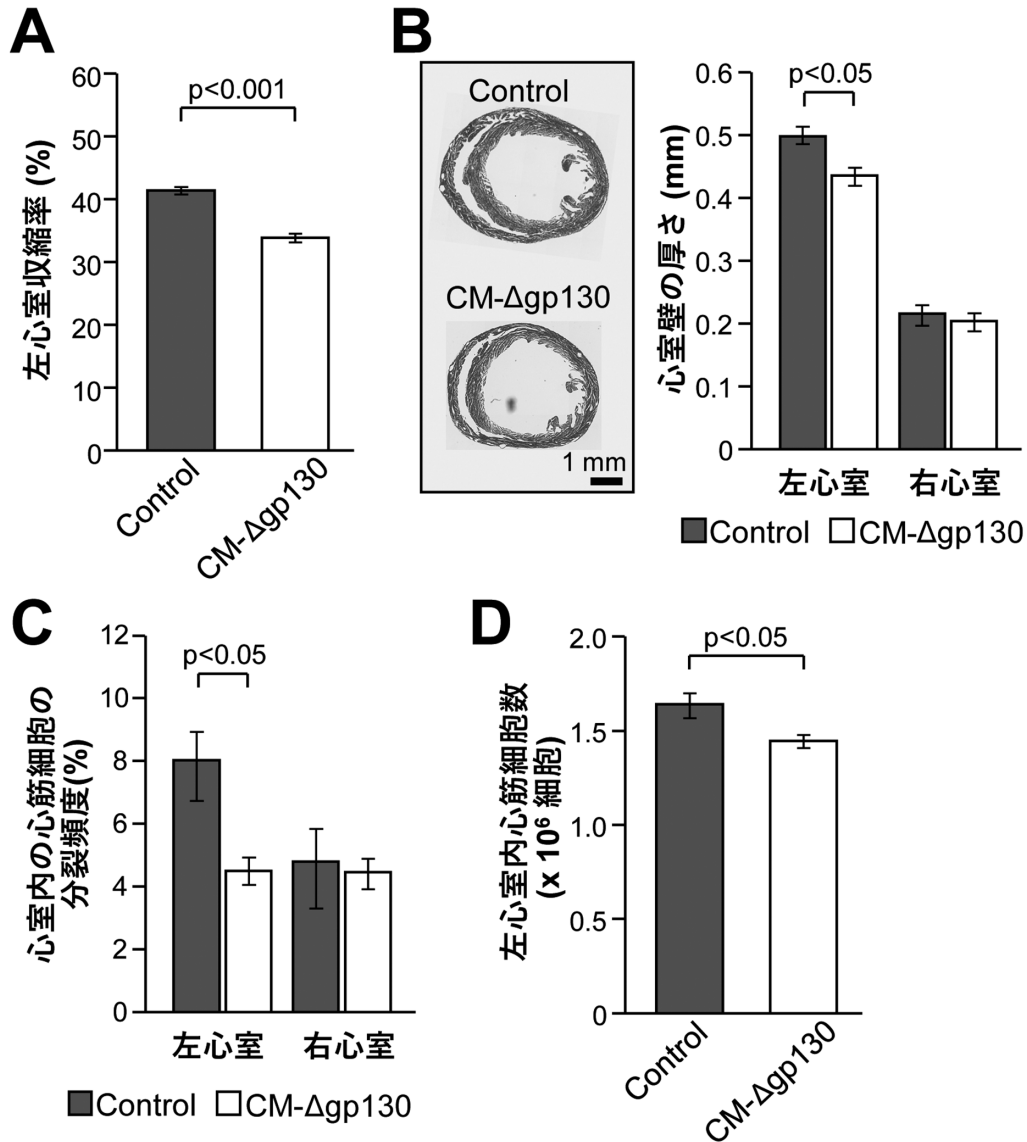 A
左心室収縮率 (%)
60
50
40
30
20
10
0
p<0.001
Control
CM-Δgp130
B
Control
CM-Δgp130
1 mm
心室壁の厚さ (mm)
0.6
0.5
0.4
0.3
0.2
0.1
0
p<0.05
左心室
右心室
Control
CM-Δgp130
C
心室内の心筋細胞の
分裂頻度(%)
12
10
8
6
4
2
0
p<0.05
左心室
右心室
Control
CM-Δgp130
D
左心室内心筋細胞数
(x 10⁶ 細胞)
2.0
1.5
1.0
0.5
0
p<0.05
Control
CM-Δgp130